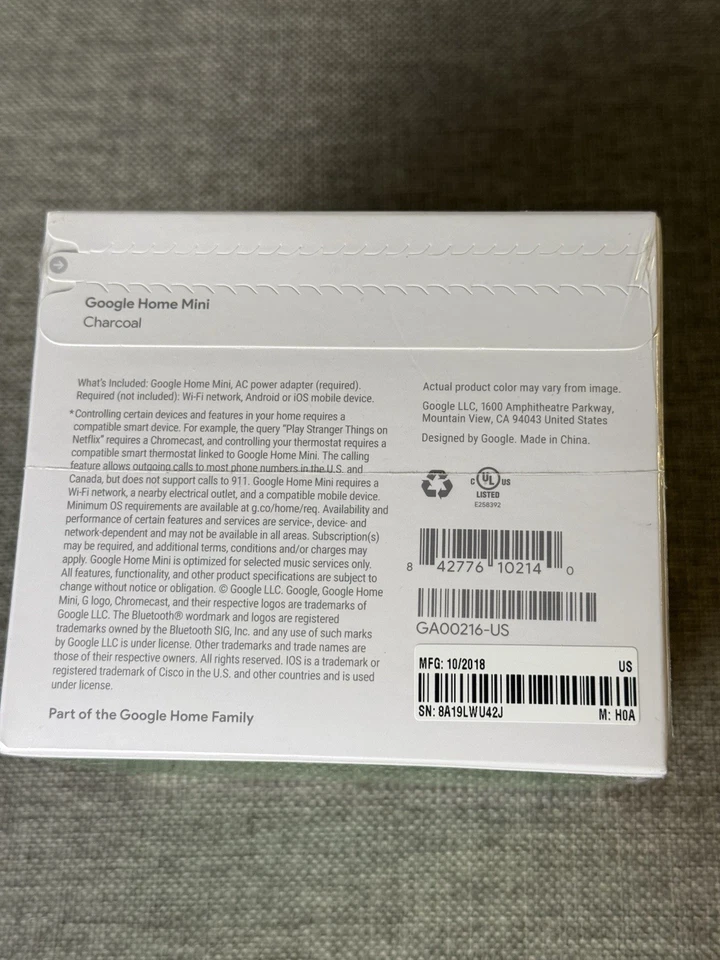 Google Home Mini
Charcoal
What's Included: Google Home Mini, AC power adapter (required).
Required (not included): Wi-Fi network, Android or iOS mobile device.
*Controlling certain devices and features in your home requires a
compatible smart device. For example, the query "Play Stranger Things on
Netflix" requires a Chromecast, and controlling your thermostat requires a
compatible smart thermostat linked to Google Home Mini. The calling
feature allows outgoing calls to most phone numbers in the U.S. and
Canada, but does not support calls to 911. Google Home Mini requires a
Wi-Fi network, a nearby electrical outlet, and a compatible mobile device.
Minimum OS requirements are available at g.co/home/req. Availability and
performance of certain features and services are service-, device- and
network-dependent and may not be available in all areas. Subscription(s)
may be required, and additional terms, conditions and/or charges may
apply. Google Home Mini is optimized for selected music services only.
All features, functionality, and other product specifications are subject to
change without notice or obligation. © Google LLC. Google, Google Home
Mini, G logo, Chromecast, and their respective logos are trademarks of
Google LLC. The Bluetooth® wordmark and logos are registered
trademarks owned by the Bluetooth SIG, Inc. and any use of such marks
by Google LLC is under license. Other trademarks and trade names are
those of their respective owners. All rights reserved. IOS is a trademark or
registered trademark of Cisco in the U.S. and other countries and is used
under license.
Part of the Google Home Family
Actual product color may vary from image.
Google LLC, 1600 Amphitheatre Parkway,
Mountain View, CA 94043 United States
Designed by Google. Made in China.
C UL US
LISTED
E258392
8 42776 10214 0
GA00216-US
MFG: 10/2018 US
SN: 8A19LWU42J M: H0A